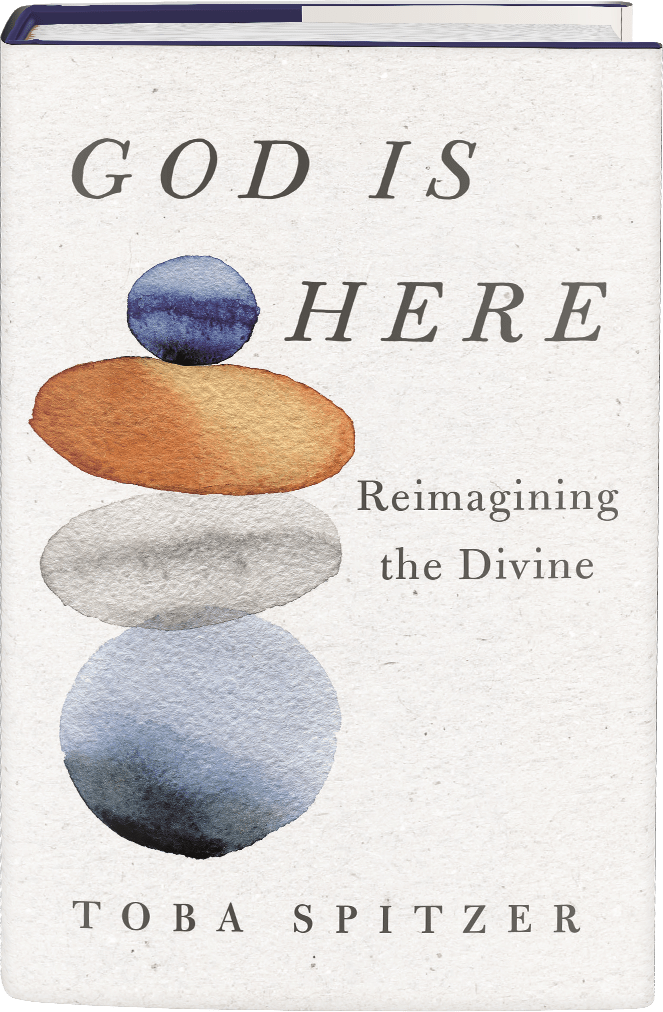 GOD IS
HERE
Reimagining
the Divine
TOBA SPITZER